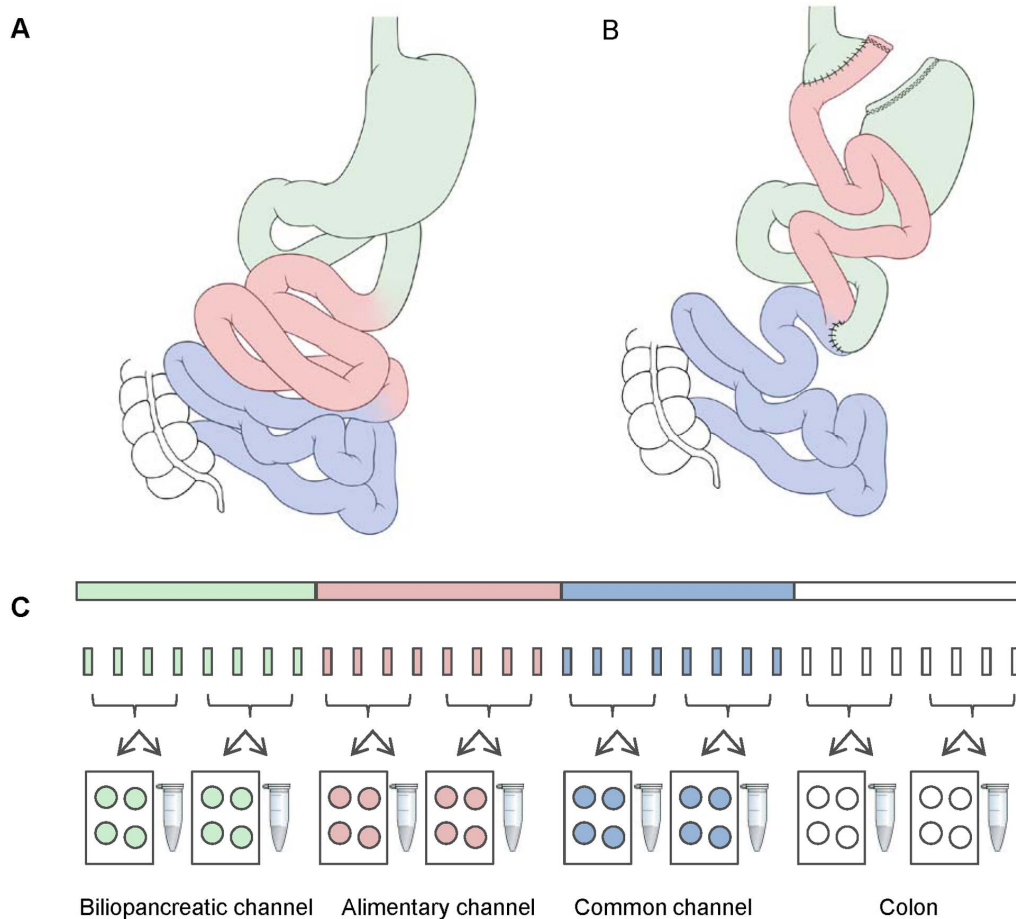 A
B
C
Biliopancreatic channel
Alimentary channel
Common channel
Colon